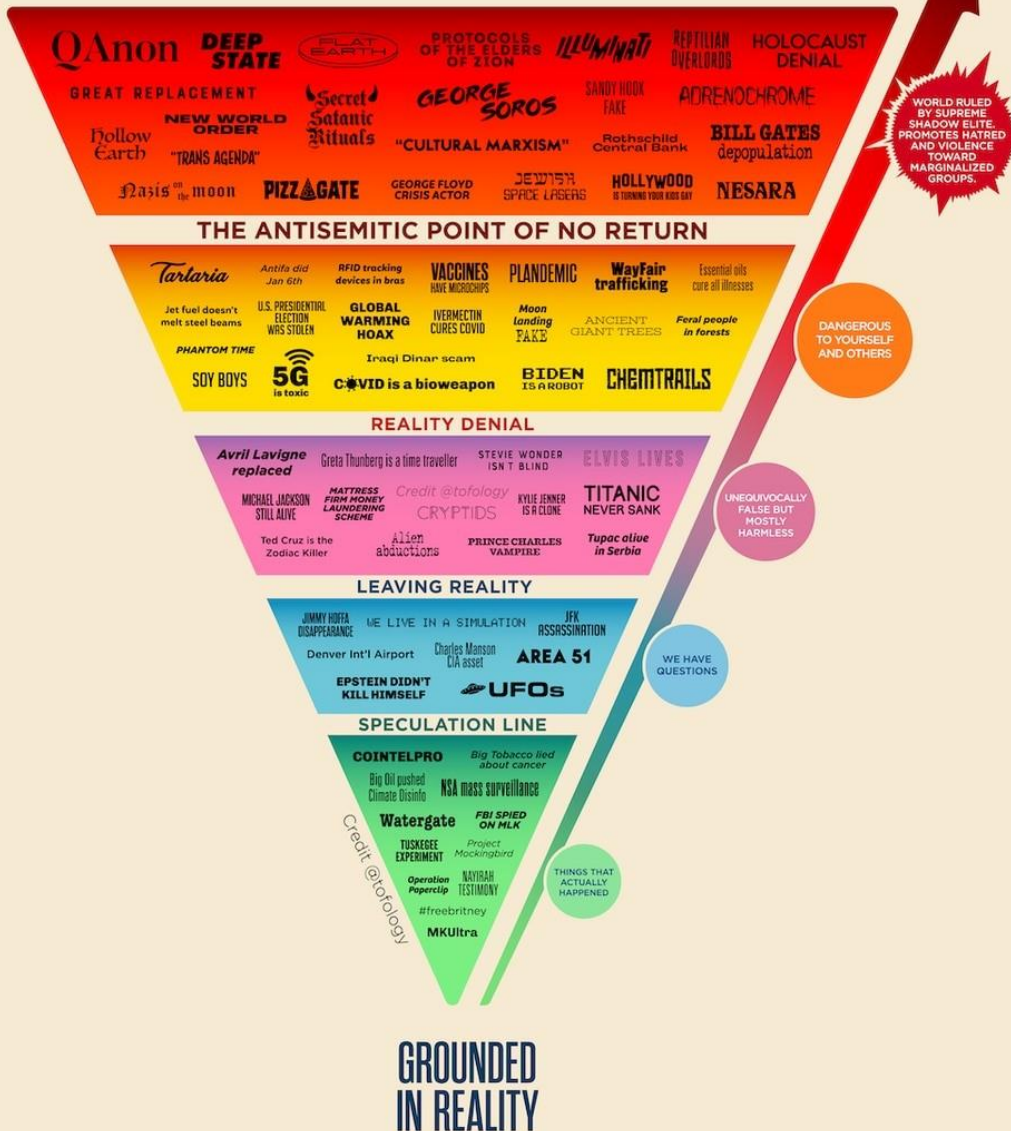 QAnon
DEEP
STATE
FLAT
EARTH
PROTOCOLS
OF THE ELDERS
OF ZION
ILLUMINATI
REPTILIAN
OVERLORDS
HOLOCAUST
DENIAL
GREAT REPLACEMENT
Secret
Satanic
Rituals
GEORGE
SOROS
SANDY HOOK
FAKE
ADRENOCHROME
Hollow
Earth
NEW WORLD
ORDER
"TRANS AGENDA"
"CULTURAL MARXISM"
Rothschild
Central Bank
BILL GATES
depopulation
Nazis on
the moon
PIZZAGATE
GEORGE FLOYD
CRISIS ACTOR
JEWISH
SPACE LASERS
HOLLYWOOD
IS TURNING YOUR KIDS GAY
NESARA
WORLD RULED
BY SUPREME
SHADOW ELITE.
PROMOTES HATRED
AND VIOLENCE
TOWARD
MARGINALIZED
GROUPS.
THE ANTISEMITIC POINT OF NO RETURN
Tartaria
Antifa did
Jan 6th
RFID tracking
devices in bras
VACCINES
HAVE MICROCHIPS
PLANDEMIC
WayFair
trafficking
Essential oils
cure all illnesses
Jet fuel doesn't
melt steel beams
U.S. PRESIDENTIAL
ELECTION
WAS STOLEN
GLOBAL
WARMING
HOAX
IVERMECTIN
CURES COVID
Moon
landing
FAKE
ANCIENT
GIANT TREES
Feral people
in forests
PHANTOM TIME
SOY BOYS
5G
is toxic
Iraqi Dinar scam
COVID is a bioweapon
BIDEN
IS A ROBOT
CHEMTRAILS
DANGEROUS
TO YOURSELF
AND OTHERS
REALITY DENIAL
Avril Lavigne
replaced
Greta Thunberg is a time traveller
STEVIE WONDER
ISN'T BLIND
ELVIS LIVES
MICHAEL JACKSON
STILL ALIVE
MATTRESS
FIRM MONEY
LAUNDERING
SCHEME
Credit @tofology
CRYPTIDS
KYLIE JENNER
IS A CLONE
TITANIC
NEVER SANK
Ted Cruz is the
Zodiac Killer
Alien
abductions
PRINCE CHARLES
VAMPIRE
Tupac alive
in Serbia
UNEQUIVOCALLY
FALSE BUT
MOSTLY
HARMLESS
LEAVING REALITY
JIMMY HOFFA
DISAPPEARANCE
WE LIVE IN A SIMULATION
JFK
ASSASSINATION
Denver Int'l Airport
Charles Manson
CIA asset
AREA 51
EPSTEIN DIDN'T
KILL HIMSELF
UFOs
WE HAVE
QUESTIONS
SPECULATION LINE
COINTELPRO
Big Tobacco lied
about cancer
Big Oil pushed
Climate Disinfo
NSA mass surveillance
Watergate
FBI SPIED
ON MLK
TUSKEGEE
EXPERIMENT
Project
Mockingbird
Operation
Paperclip
NAYIRAH
TESTIMONY
#freebritney
MKUltra
Credit @tofology
THINGS THAT
ACTUALLY
HAPPENED
GROUNDED
IN REALITY